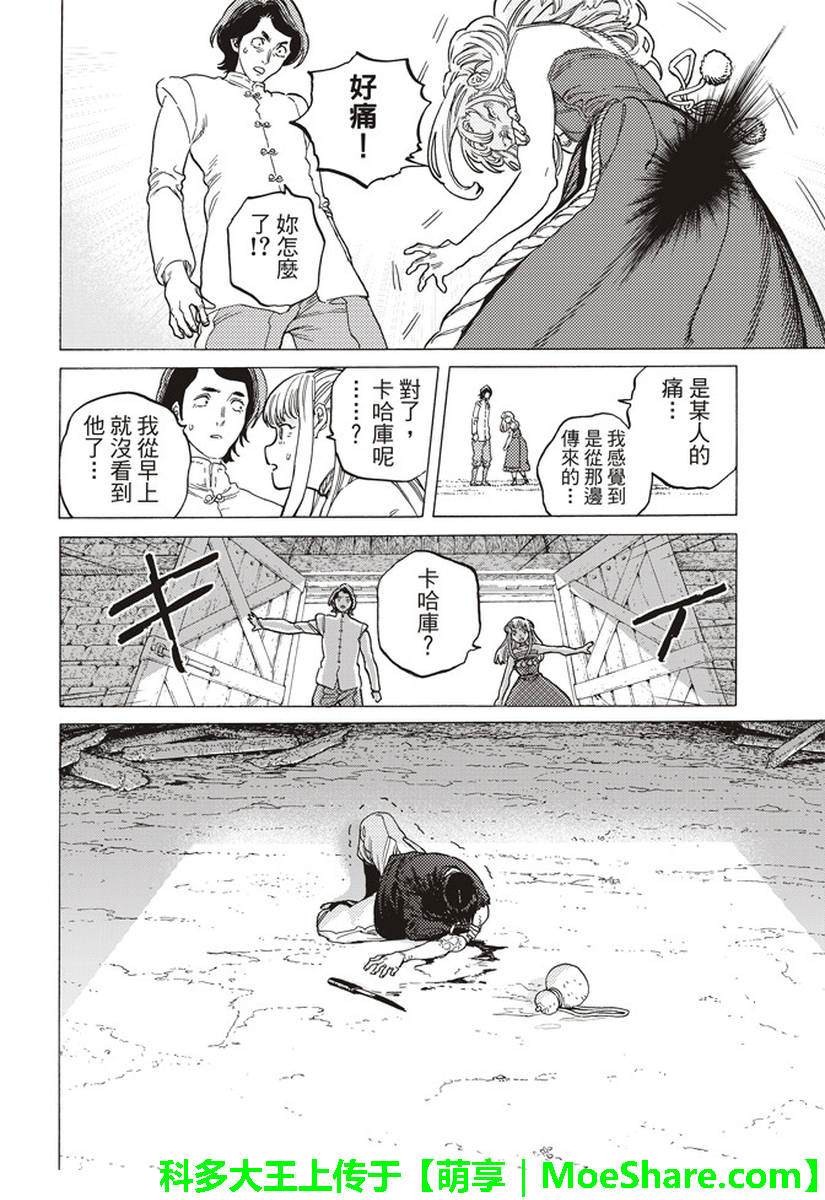 好痛！
妳怎麼
了!?
是某人的
痛…
我感覺到
是從那邊
傳來的…
對了，
卡哈庫呢
……？
我從早上
就沒看到
他了…
卡哈庫？
ギイ
科多大王上传于【萌享】| MoeShare.com】